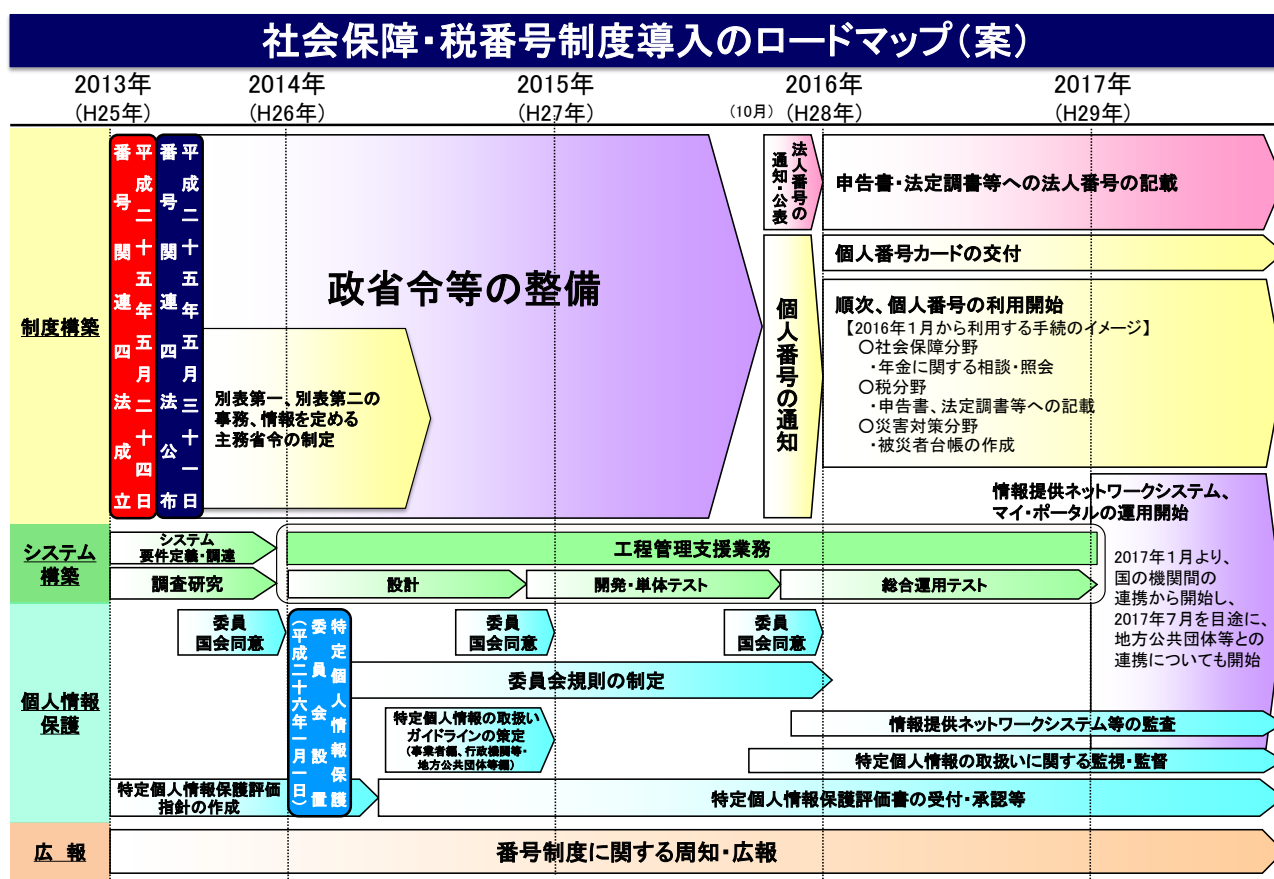 社会保障・税番号制度導入のロードマップ(案)
2013年
(H25年)
2014年
(H26年)
2015年
(H27年)
(10月)
2016年
(H28年)
2017年
(H29年)
制度構築
平成二十五年五月二十四日
番号関連四法成立
平成二十五年五月三十一日
番号関連四法公布
政省令等の整備
別表第一、別表第二の
事務、情報を定める
主務省令の制定
法人番号の
通知・公表
申告書・法定調書等への法人番号の記載
個人番号の通知
個人番号カードの交付
順次、個人番号の利用開始
【2016年1月から利用する手続のイメージ】
○社会保障分野
・年金に関する相談・照会
○税分野
・申告書、法定調書等への記載
○災害対策分野
・被災者台帳の作成
情報提供ネットワークシステム、
マイ・ポータルの運用開始
2017年1月より、
国の機関間の
連携から開始し、
2017年7月を目途に、
地方公共団体等との
連携についても開始
システム
構築
システム
要件定義・調達
工程管理支援業務
調査研究
設計
開発・単体テスト
総合運用テスト
個人情報
保護
委員
国会同意
特定個人情報保護
委員会設置
(平成二十六年一月一日)
委員
国会同意
委員
国会同意
委員会規則の制定
特定個人情報の取扱い
ガイドラインの策定
(事業者編、行政機関等・
地方公共団体等編)
情報提供ネットワークシステム等の監査
特定個人情報の取扱いに関する監視・監督
特定個人情報保護評価
指針の作成
特定個人情報保護評価書の受付・承認等
広 報
番号制度に関する周知・広報